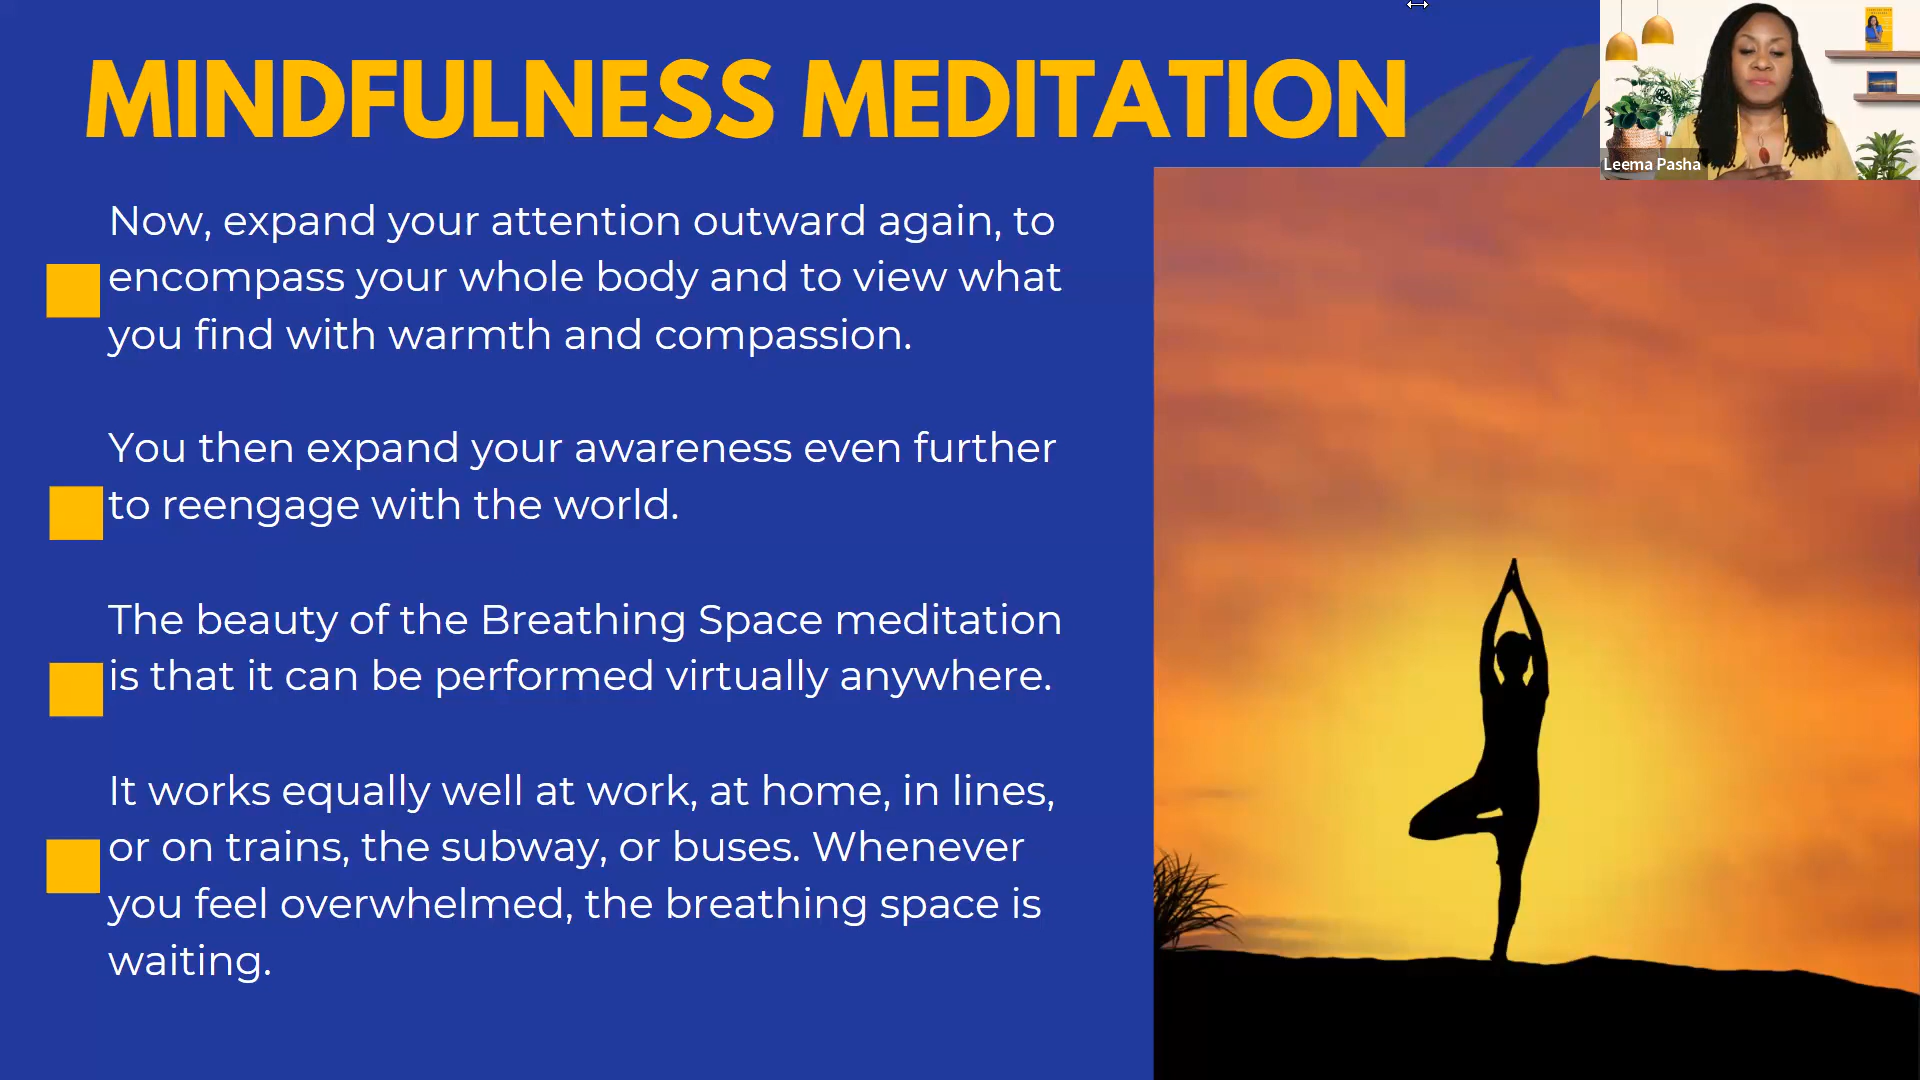 MINDFULNESS MEDITATION
Leema Pasha
Now, expand your attention outward again, to
encompass your whole body and to view what
you find with warmth and compassion.
You then expand your awareness even further
to reengage with the world.
The beauty of the Breathing Space meditation
is that it can be performed virtually anywhere.
It works equally well at work, at home, in lines,
or on trains, the subway, or buses. Whenever
you feel overwhelmed, the breathing space is
waiting.